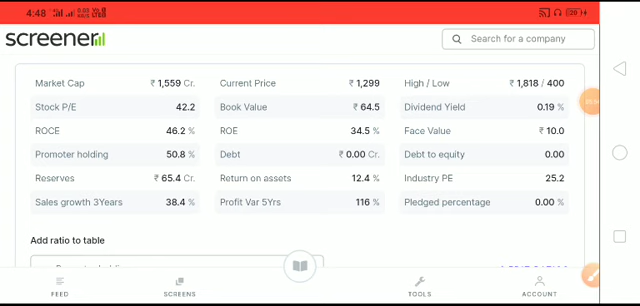 4:48
screener
Search for a company
Market Cap ₹ 1,559 Cr. Current Price ₹ 1,299 High / Low ₹ 1,818 / 400
Stock P/E 42.2 Book Value ₹ 64.5 Dividend Yield 0.19 %
ROCE 46.2 % ROE 34.5 % Face Value ₹ 10.0
Promoter holding 50.8 % Debt ₹ 0.00 Cr. Debt to equity 0.00
Reserves ₹ 65.4 Cr. Return on assets 12.4 % Industry PE 25.2
Sales growth 3Years 38.4 % Profit Var 5Yrs 116 % Pledged percentage 0.00 %
Add ratio to table
FEED SCREENS TOOLS ACCOUNT